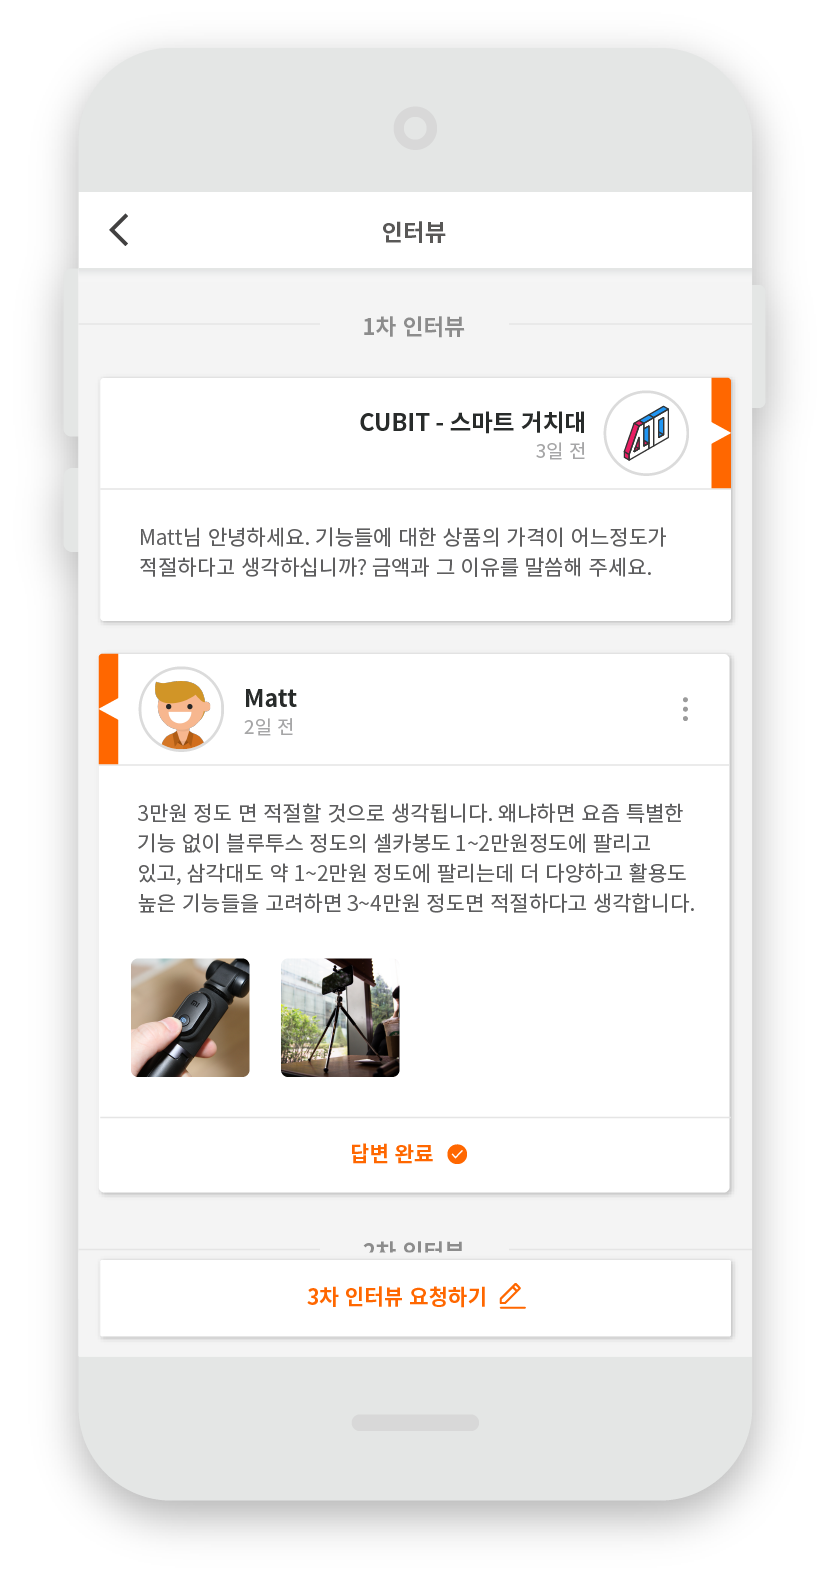 인터뷰
1차 인터뷰
CUBIT - 스마트 거치대
3일 전
Matt님 안녕하세요. 기능들에 대한 상품의 가격이 어느정도가
적절하다고 생각하십니까? 금액과 그 이유를 말씀해 주세요.
Matt
2일 전
3만원 정도 면 적절할 것으로 생각됩니다. 왜냐하면 요즘 특별한
기능 없이 블루투스 정도의 셀카봉도 1~2만원정도에 팔리고
있고, 삼각대도 약 1~2만원 정도에 팔리는데 더 다양하고 활용도
높은 기능들을 고려하면 3~4만원 정도면 적절하다고 생각합니다.
답변 완료
2차 인터뷰
3차 인터뷰 요청하기